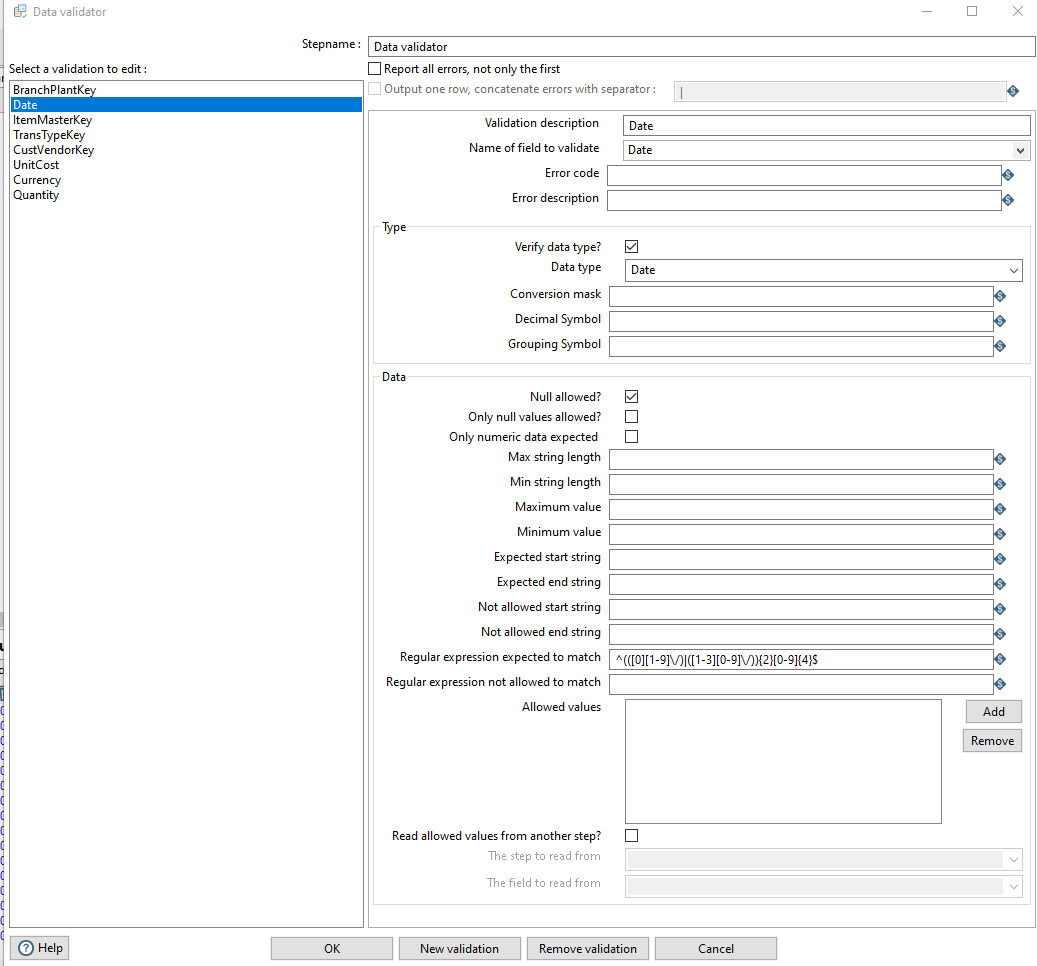 Data validator
Stepname :
Data validator
Select a validation to edit :
Report all errors, not only the first
Output one row, concatenate errors with separator :
|
BranchPlantKey
Date
ItemMasterKey
TransTypeKey
CustVendorKey
UnitCost
Currency
Quantity
Validation description
Date
Name of field to validate
Date
Error code
Error description
Type
Verify data type?
Data type
Date
Conversion mask
Decimal Symbol
Grouping Symbol
Data
Null allowed?
Only null values allowed?
Only numeric data expected
Max string length
Min string length
Maximum value
Minimum value
Expected start string
Expected end string
Not allowed start string
Not allowed end string
Regular expression expected to match
^(([0][1-9]\/)|([1-3][0-9]\/)){2}[0-9]{4}$
Regular expression not allowed to match
Allowed values
Add
Remove
Read allowed values from another step?
The step to read from
The field to read from
Help
OK
New validation
Remove validation
Cancel